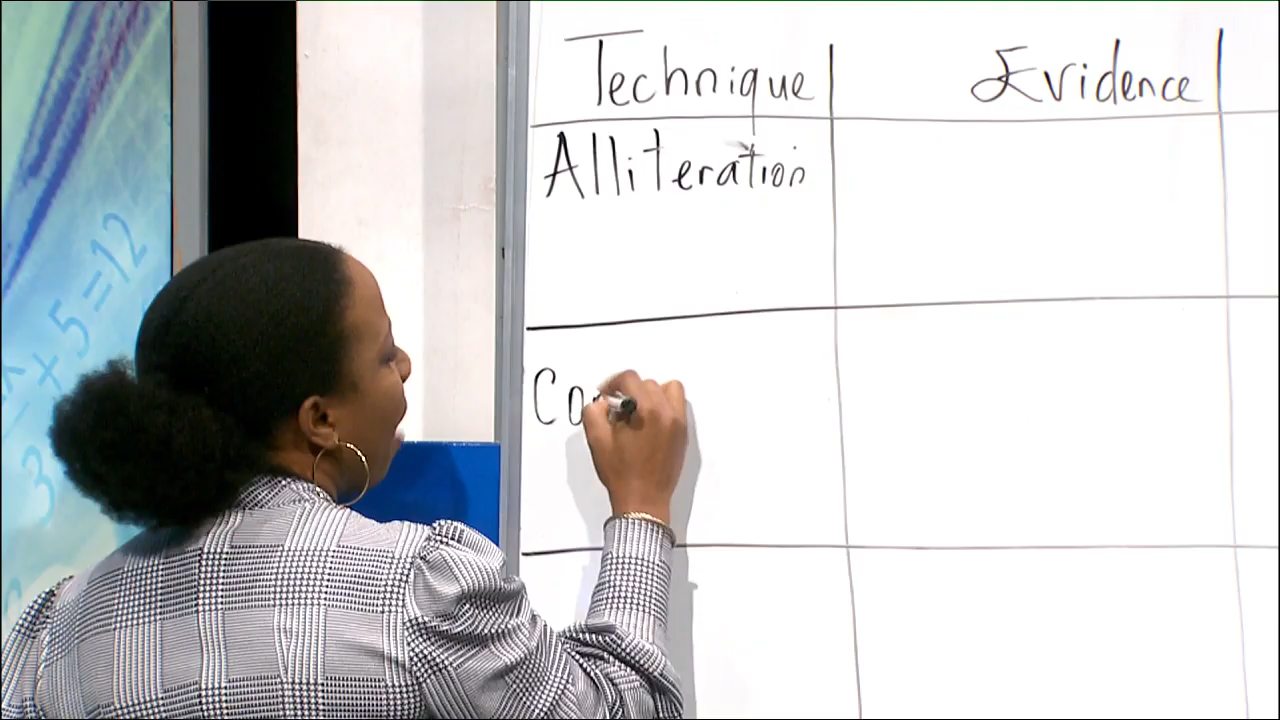 Technique Evidence
Alliteration
Co
+ 5 = 12
3